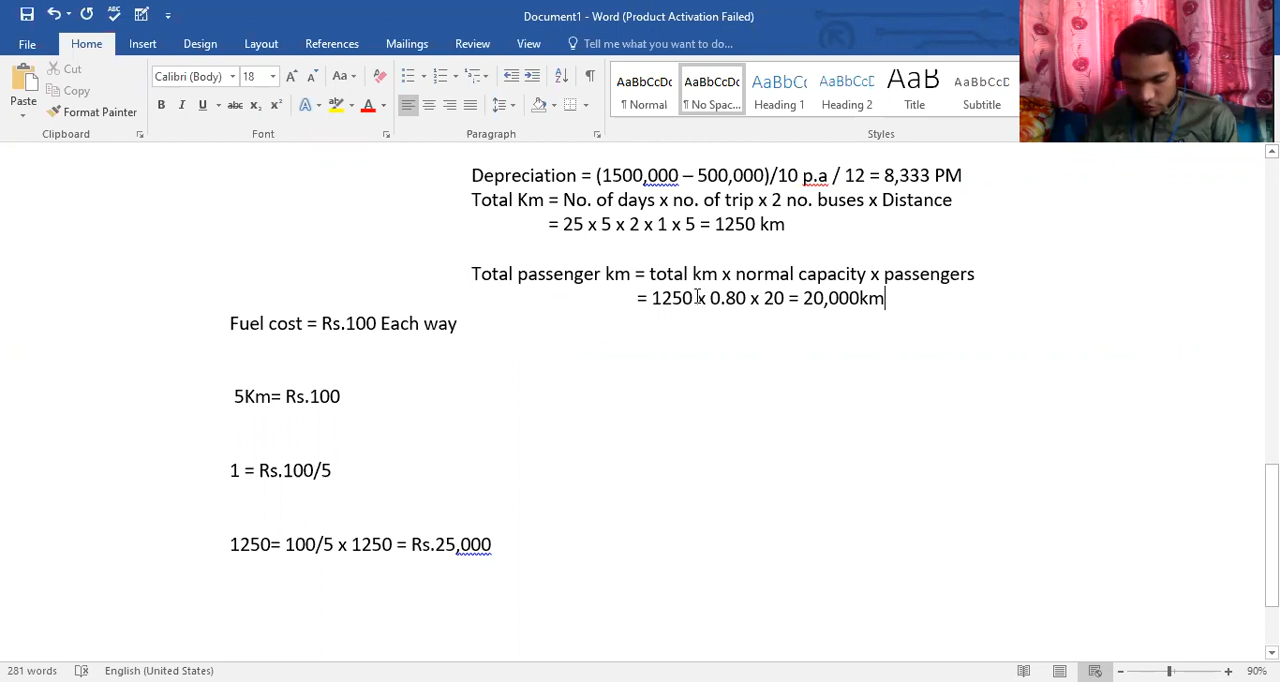 Document1 - Word (Product Activation Failed)
File Home Insert Design Layout References Mailings Review View Tell me what you want to do...
Paste
Cut
Copy
Format Painter
Calibri (Body) 18
AaBbCcDc AaBbCcDc AaBbCc AaBbCcC AaB AaBbCcD
¶ Normal ¶ No Spac... Heading 1 Heading 2 Title Subtitle
Clipboard Font Paragraph Styles
Depreciation = (1500,000 – 500,000)/10 p.a / 12 = 8,333 PM
Total Km = No. of days x no. of trip x 2 no. buses x Distance
= 25 x 5 x 2 x 1 x 5 = 1250 km
Total passenger km = total km x normal capacity x passengers
= 1250 x 0.80 x 20 = 20,000km
Fuel cost = Rs.100 Each way
5Km= Rs.100
1 = Rs.100/5
1250= 100/5 x 1250 = Rs.25,000
281 words English (United States) 90%